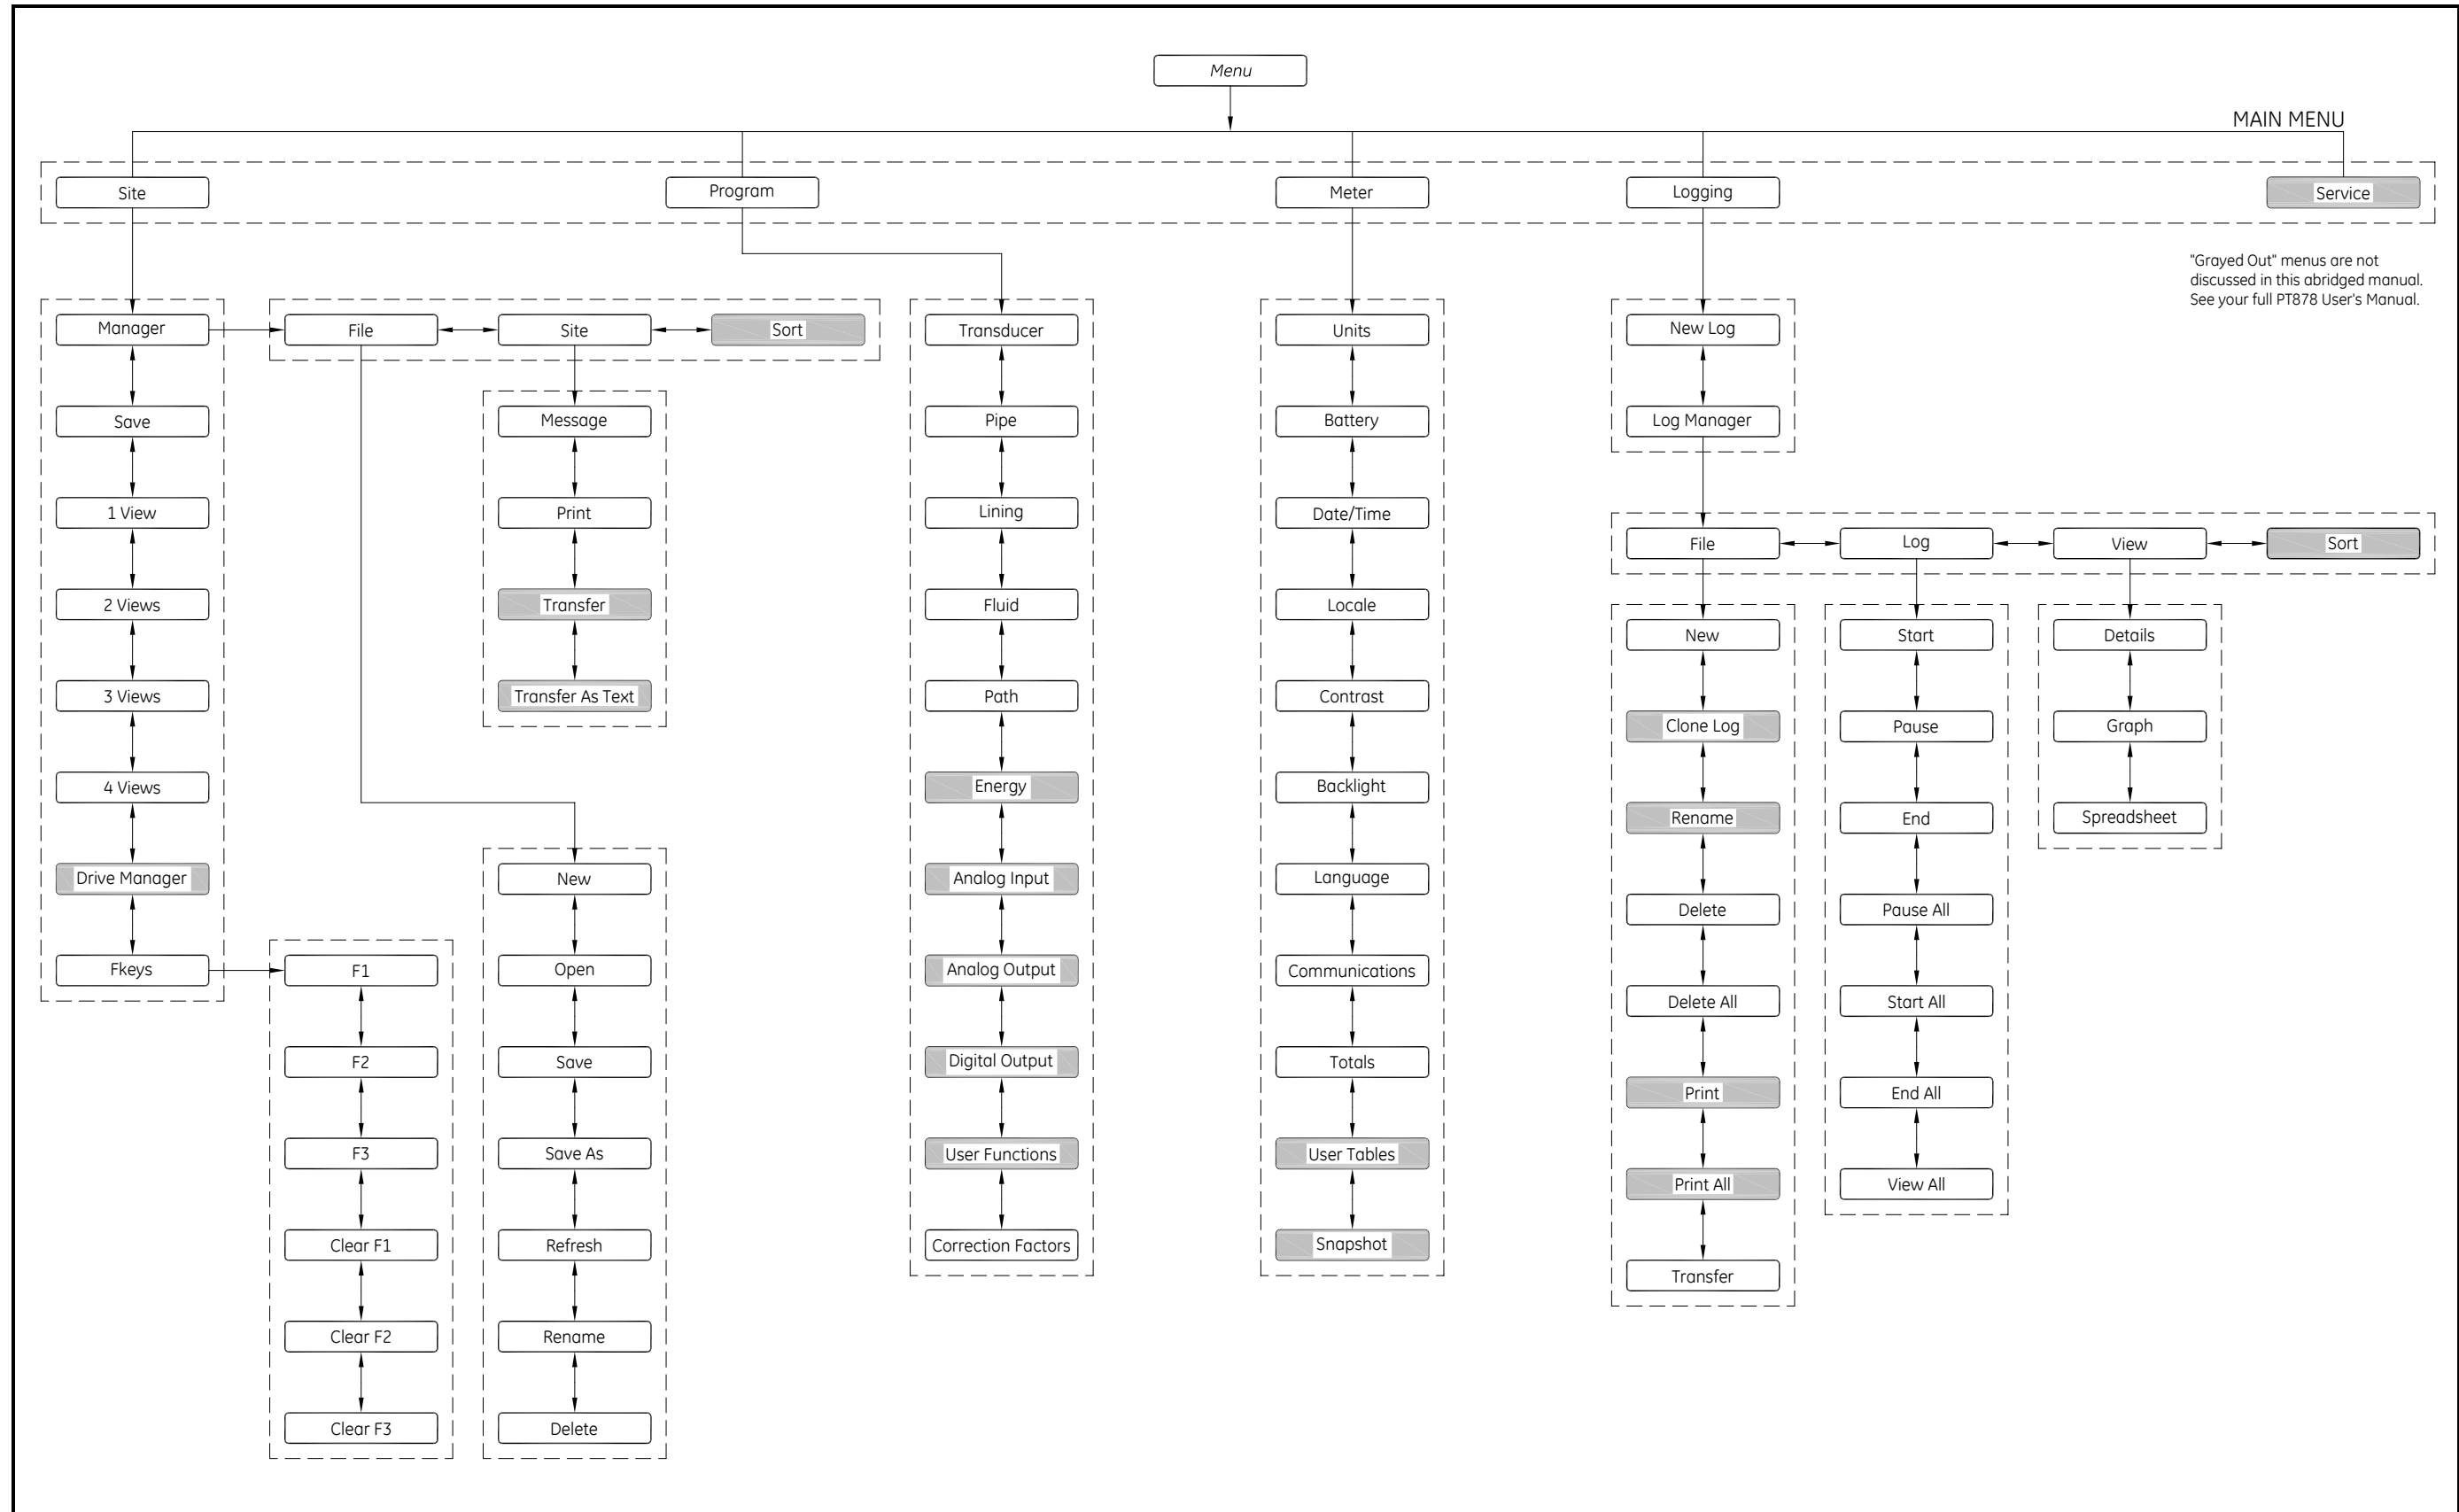 Menu
MAIN MENU
Site
Program
Meter
Logging
Service
"Grayed Out" menus are not
discussed in this abridged manual.
See your full PT878 User's Manual.
Manager
Save
1 View
2 Views
3 Views
4 Views
Drive Manager
Fkeys
File
Site
Sort
Message
Print
Transfer
Transfer As Text
F1
F2
F3
Clear F1
Clear F2
Clear F3
New
Open
Save
Save As
Refresh
Rename
Delete
Transducer
Pipe
Lining
Fluid
Path
Energy
Analog Input
Analog Output
Digital Output
User Functions
Correction Factors
Units
Battery
Date/Time
Locale
Contrast
Backlight
Language
Communications
Totals
User Tables
Snapshot
New Log
Log Manager
File
Log
View
Sort
New
Clone Log
Rename
Delete
Delete All
Print
Print All
Transfer
Start
Pause
End
Pause All
Start All
End All
View All
Details
Graph
Spreadsheet